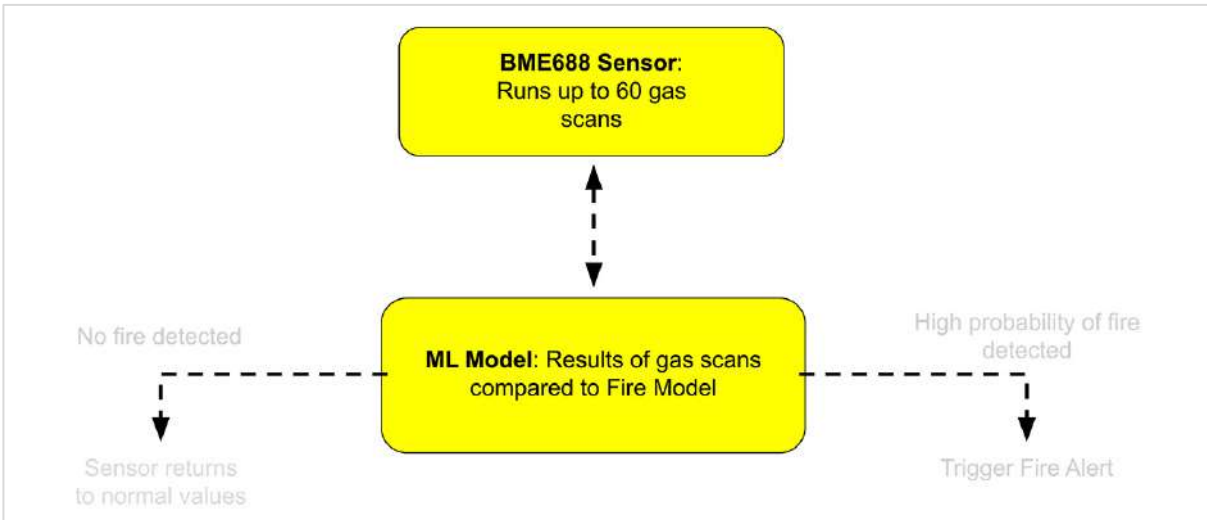 BME688 Sensor:
Runs up to 60 gas
scans
No fire detected
High probability of fire
detected
ML Model: Results of gas scans
compared to Fire Model
Sensor returns
to normal values
Trigger Fire Alert